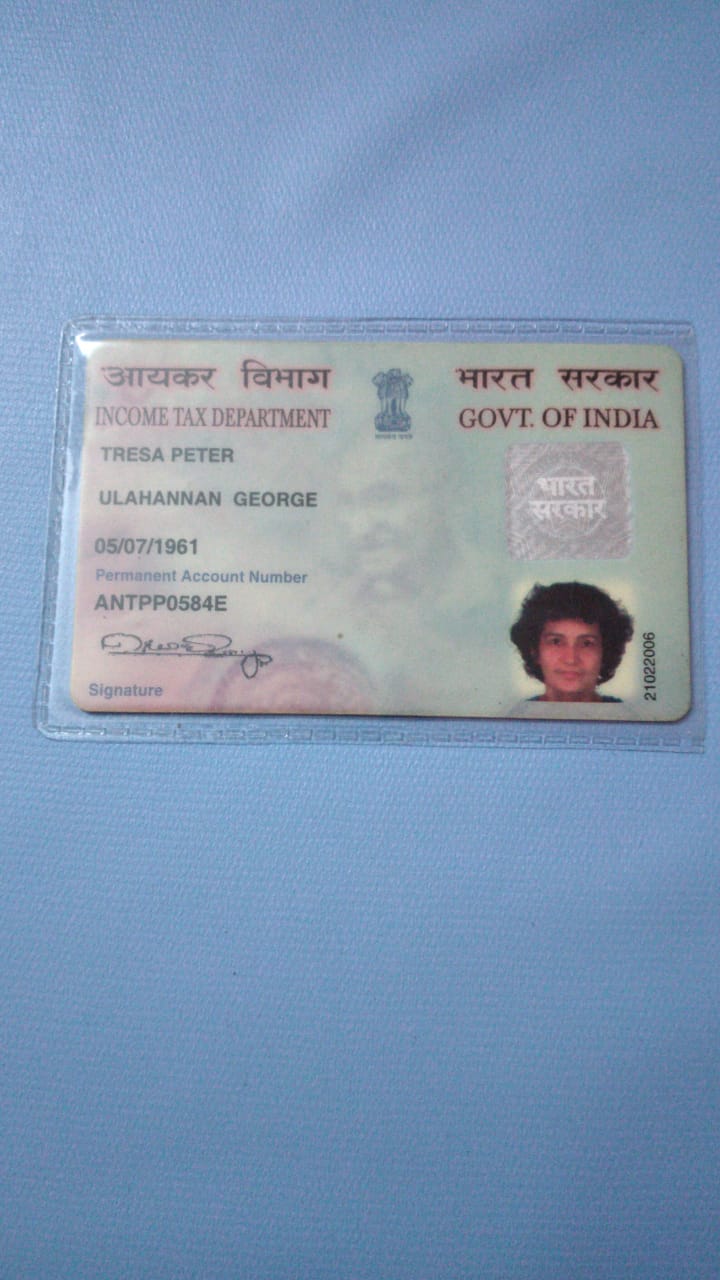 आयकर विभाग
INCOME TAX DEPARTMENT
भारत सरकार
GOVT. OF INDIA
TRESA PETER
ULAHANNAN GEORGE
05/07/1961
Permanent Account Number
ANTPP0584E
Signature
भारत
सरकार
21022006